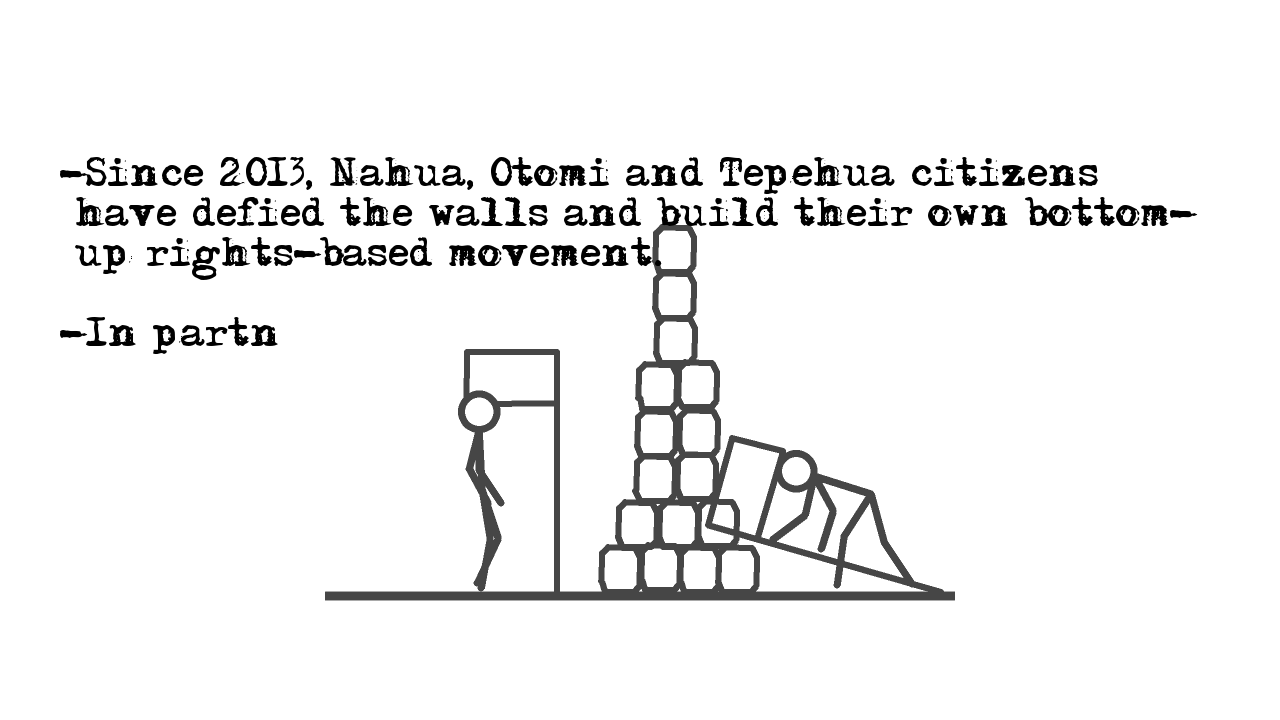 -Since 2013, Nahua, Otomi and Tepehua citizens
have defied the walls and build their own bottom-
up rights-based movement.
-In partn